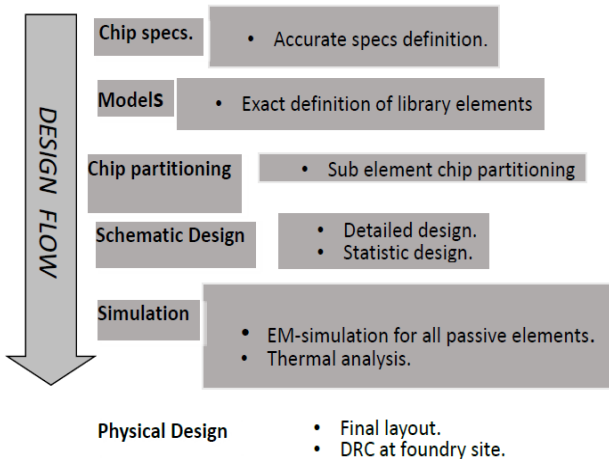 DESIGN FLOW
Chip specs.
• Accurate specs definition.
Models
• Exact definition of library elements
Chip partitioning
• Sub element chip partitioning
Schematic Design
• Detailed design.
• Statistic design.
Simulation
• EM-simulation for all passive elements.
• Thermal analysis.
Physical Design
• Final layout.
• DRC at foundry site.